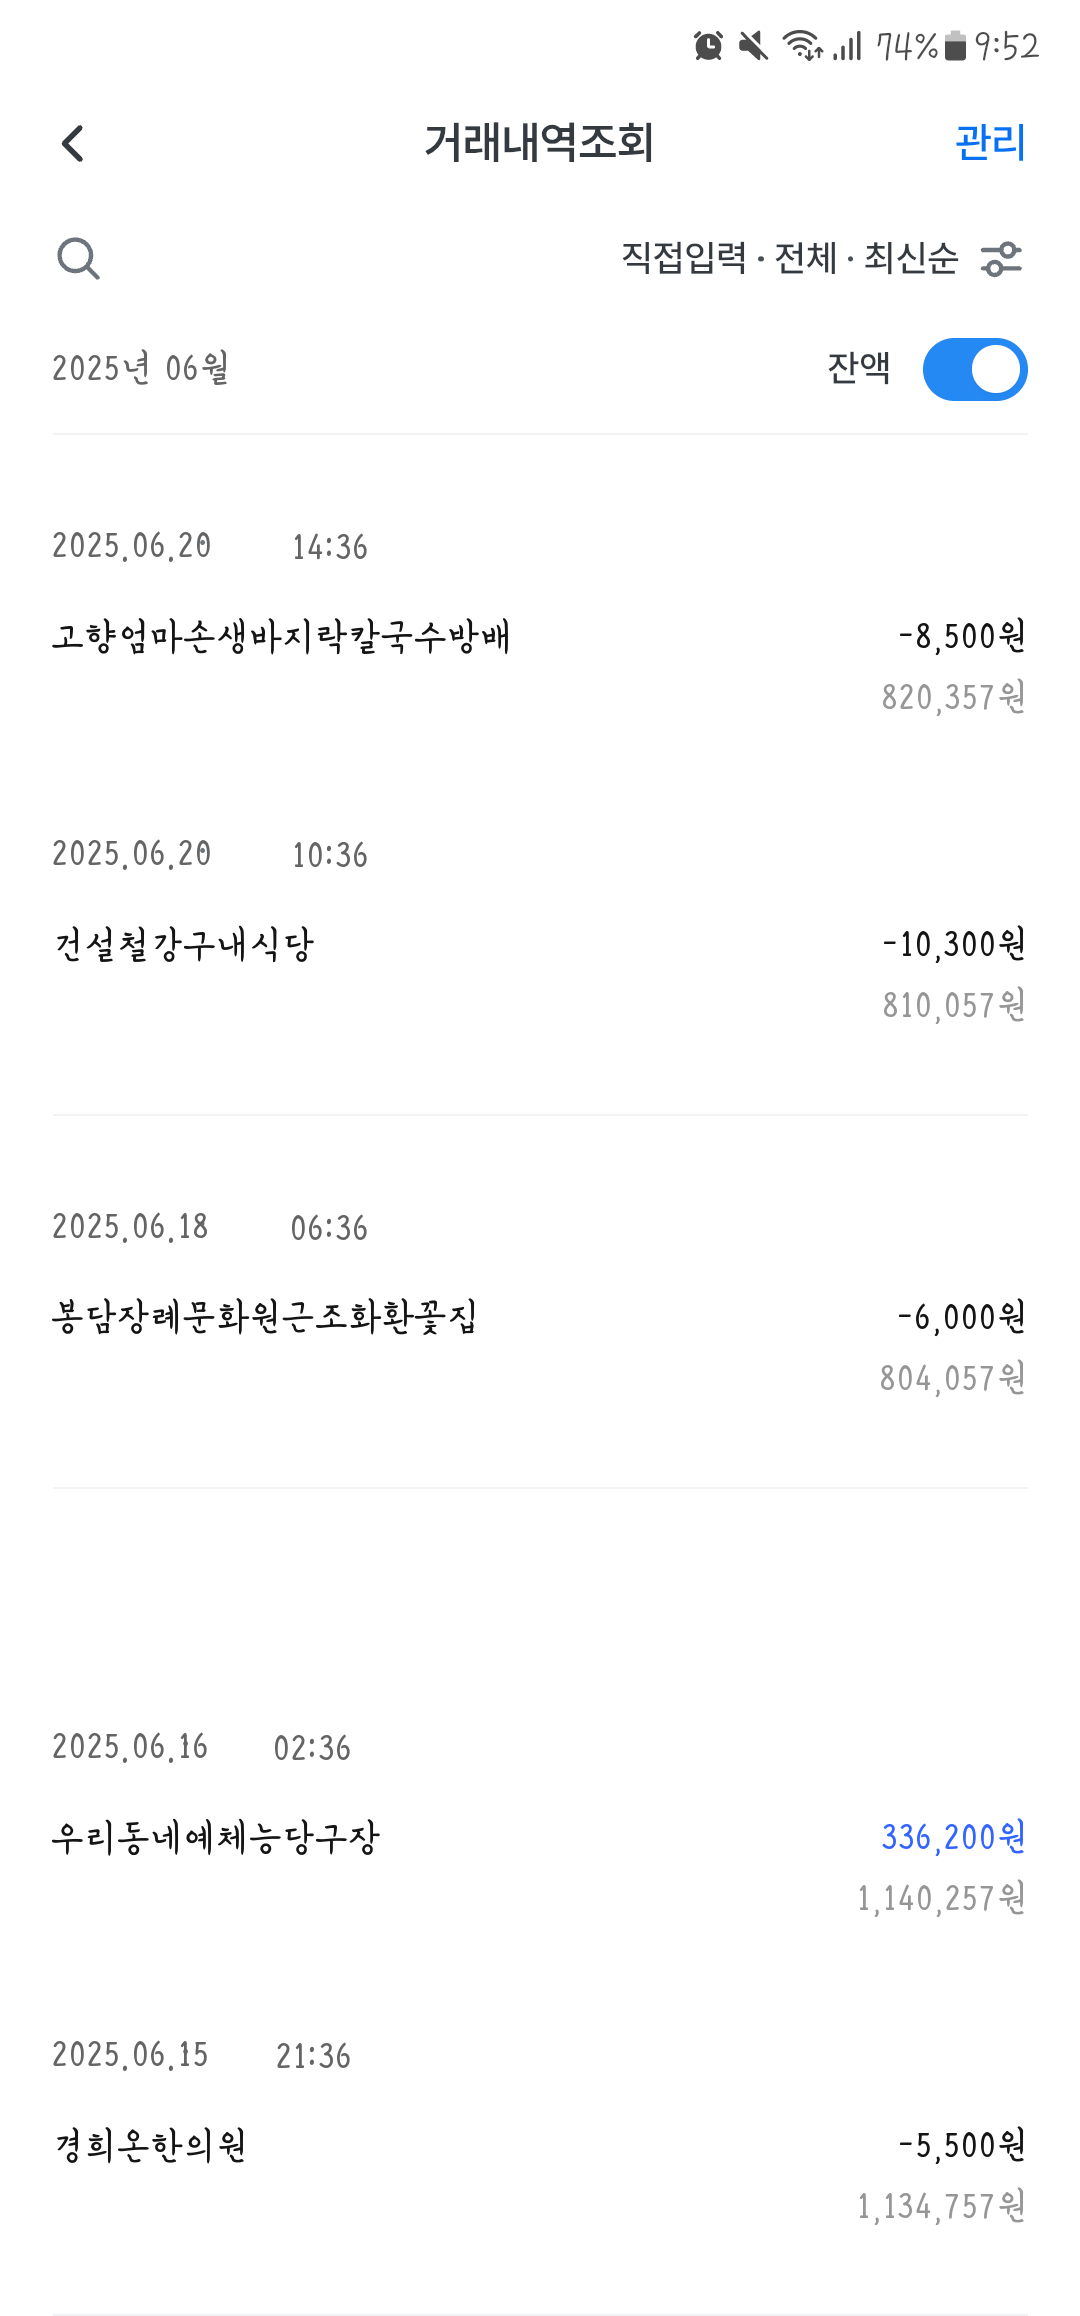 74% 9:52
거래내역조회 관리
직접입력 · 전체 · 최신순
2025년 06월 잔액
2025.06.20 14:36
고향엄마손생바지락칼국수방배 -8,500원
820,357원
2025.06.20 10:36
건설철강구내식당 -10,300원
810,057원
2025.06.18 06:36
봉담장례문화원근조화환꽃집 -6,000원
804,057원
2025.06.16 02:36
우리동네예체능당구장 336,200원
1,140,257원
2025.06.15 21:36
경희온한의원 -5,500원
1,134,757원